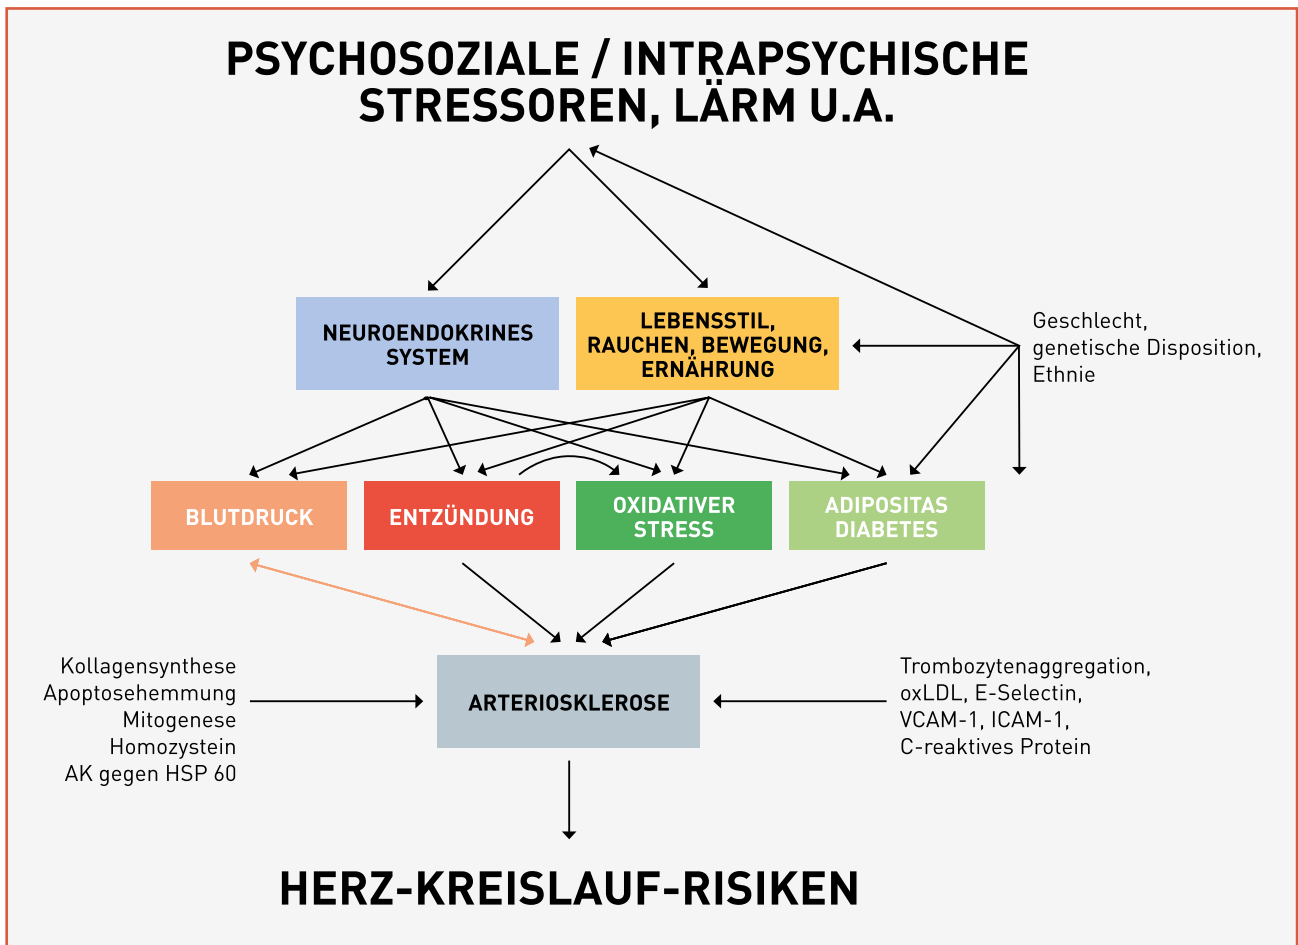 PSYCHOSOZIALE / INTRAPSYCHISCHE
STRESSOREN, LÄRM U.A.
NEUROENDOKRINES
SYSTEM
LEBENSSTIL,
RAUCHEN, BEWEGUNG,
ERNÄHRUNG
Geschlecht,
genetische Disposition,
Ethnie
BLUTDRUCK
ENTZÜNDUNG
OXIDATIVER
STRESS
ADIPOSITAS
DIABETES
Kollagensynthese
Apoptosehemmung
Mitogenese
Homozystein
AK gegen HSP 60
ARTERIOSKLEROSE
Trombozytenaggregation,
oxLDL, E-Selectin,
VCAM-1, ICAM-1,
C-reaktives Protein
HERZ-KREISLAUF-RISIKEN